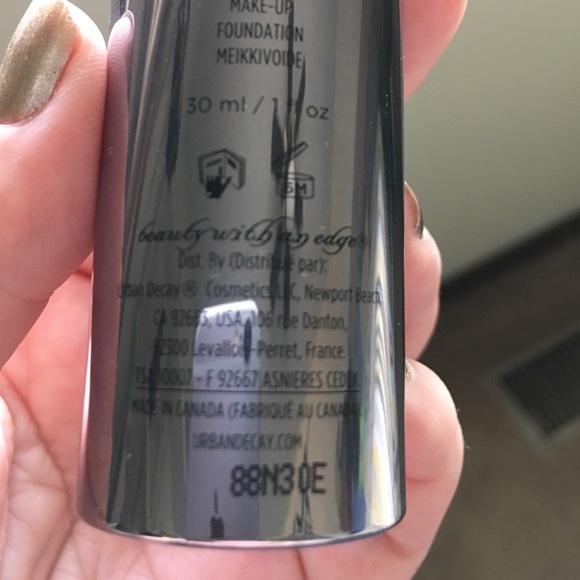 MAKE-UP
FOUNDATION
MEIKKIVOIDE
30 ml / 1 fl oz
6M
beauty with an edge®
Dist. By (Distribué par):
Urban Decay® Cosmetics LLC, Newport Beach,
CA 92663, USA, 106 rue Danton,
92300 Levallois-Perret, France.
TSA 10007 - F 92667 ASNIERES CEDEX
MADE IN CANADA (FABRIQUÉ AU CANADA)
URBANDECAY.COM
88N30E